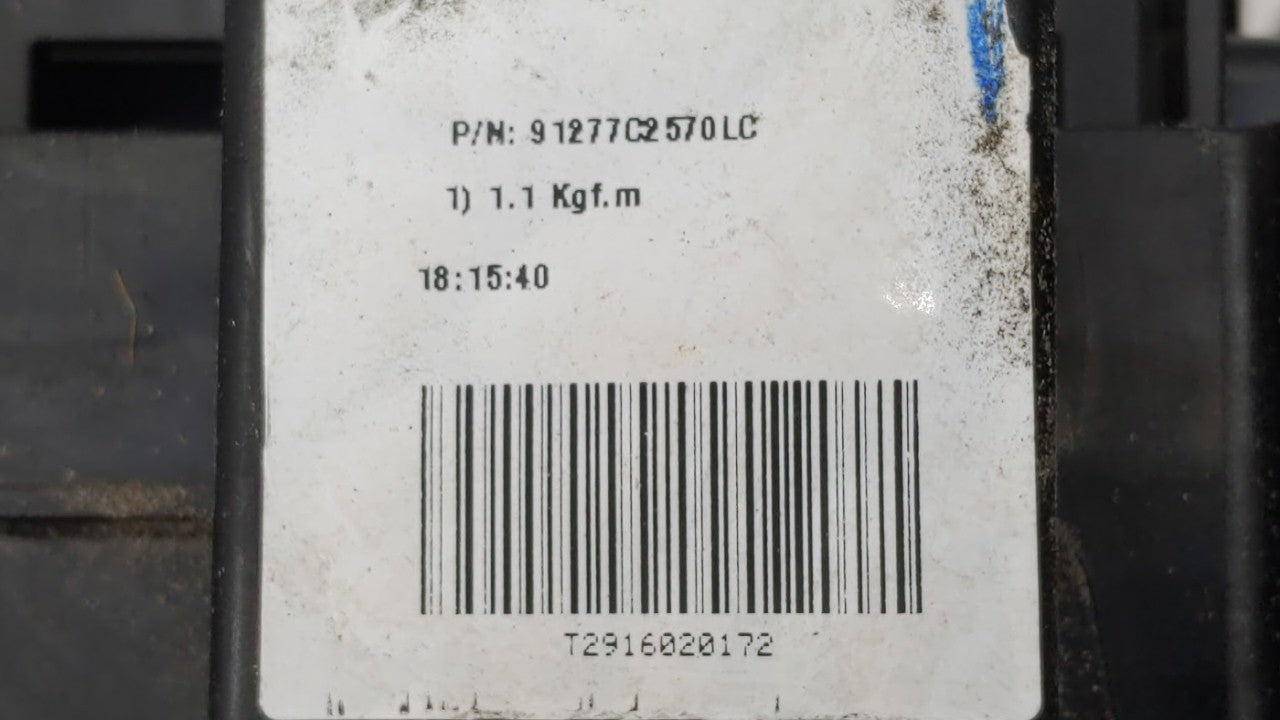 P/N: 91277C2570LC
1) 1.1 Kgf.m
18:15:40
T2916020172